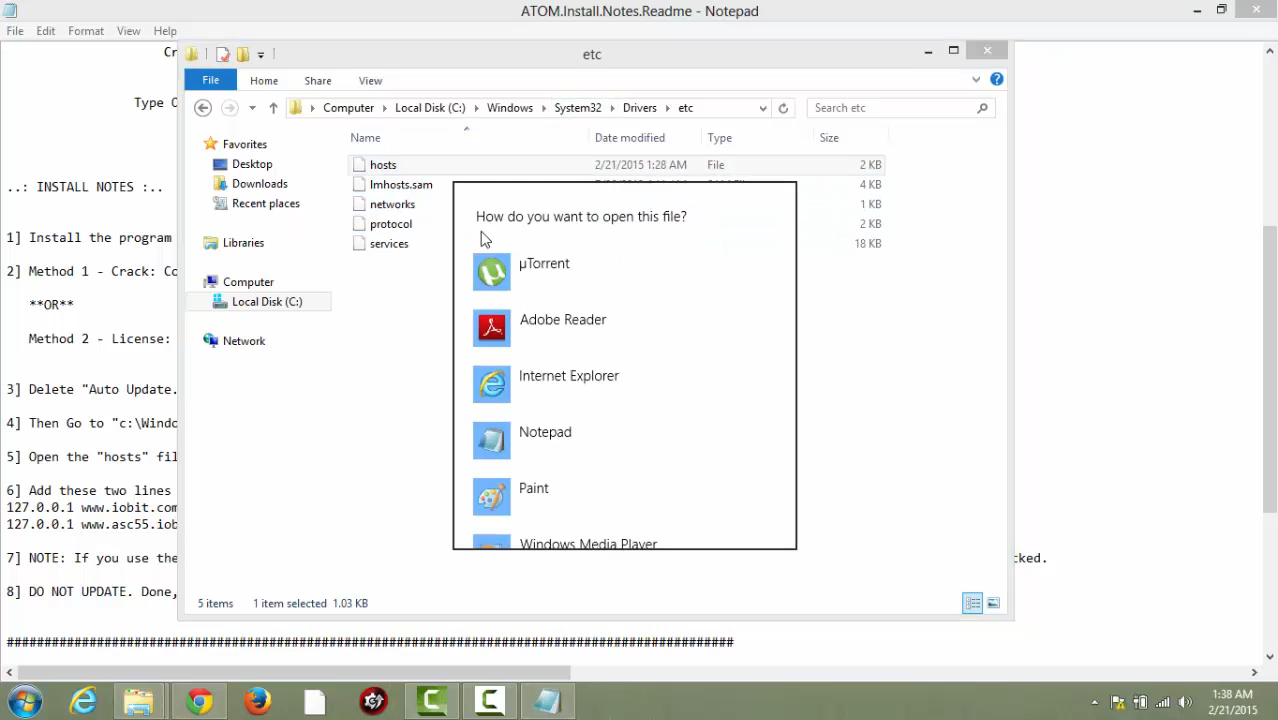 ATOM.Install.Notes.Readme - Notepad
File Edit Format View Help
Cr
etc
File Home Share View
Type O
Computer Local Disk (C:) Windows System32 Drivers etc Search etc
Name Date modified Type Size
Favorites
Desktop
Downloads
Recent places
Libraries
Computer
Local Disk (C:)
Network
hosts 2/21/2015 1:28 AM File 2 KB
lmhosts.sam 4 KB
networks 1 KB
protocol 2 KB
services 18 KB
How do you want to open this file?
µTorrent
Adobe Reader
Internet Explorer
Notepad
Paint
Windows Media Player
5 items 1 item selected 1.03 KB
..: INSTALL NOTES :..
1] Install the program
2] Method 1 - Crack: Co
**OR**
Method 2 - License:
3] Delete "Auto Update.
4] Then Go to "c:\Windo
5] Open the "hosts" fil
6] Add these two lines
127.0.0.1 www.iobit.com
127.0.0.1 www.asc55.iob
7] NOTE: If you use the cked.
8] DO NOT UPDATE. Done,
1:38 AM
2/21/2015